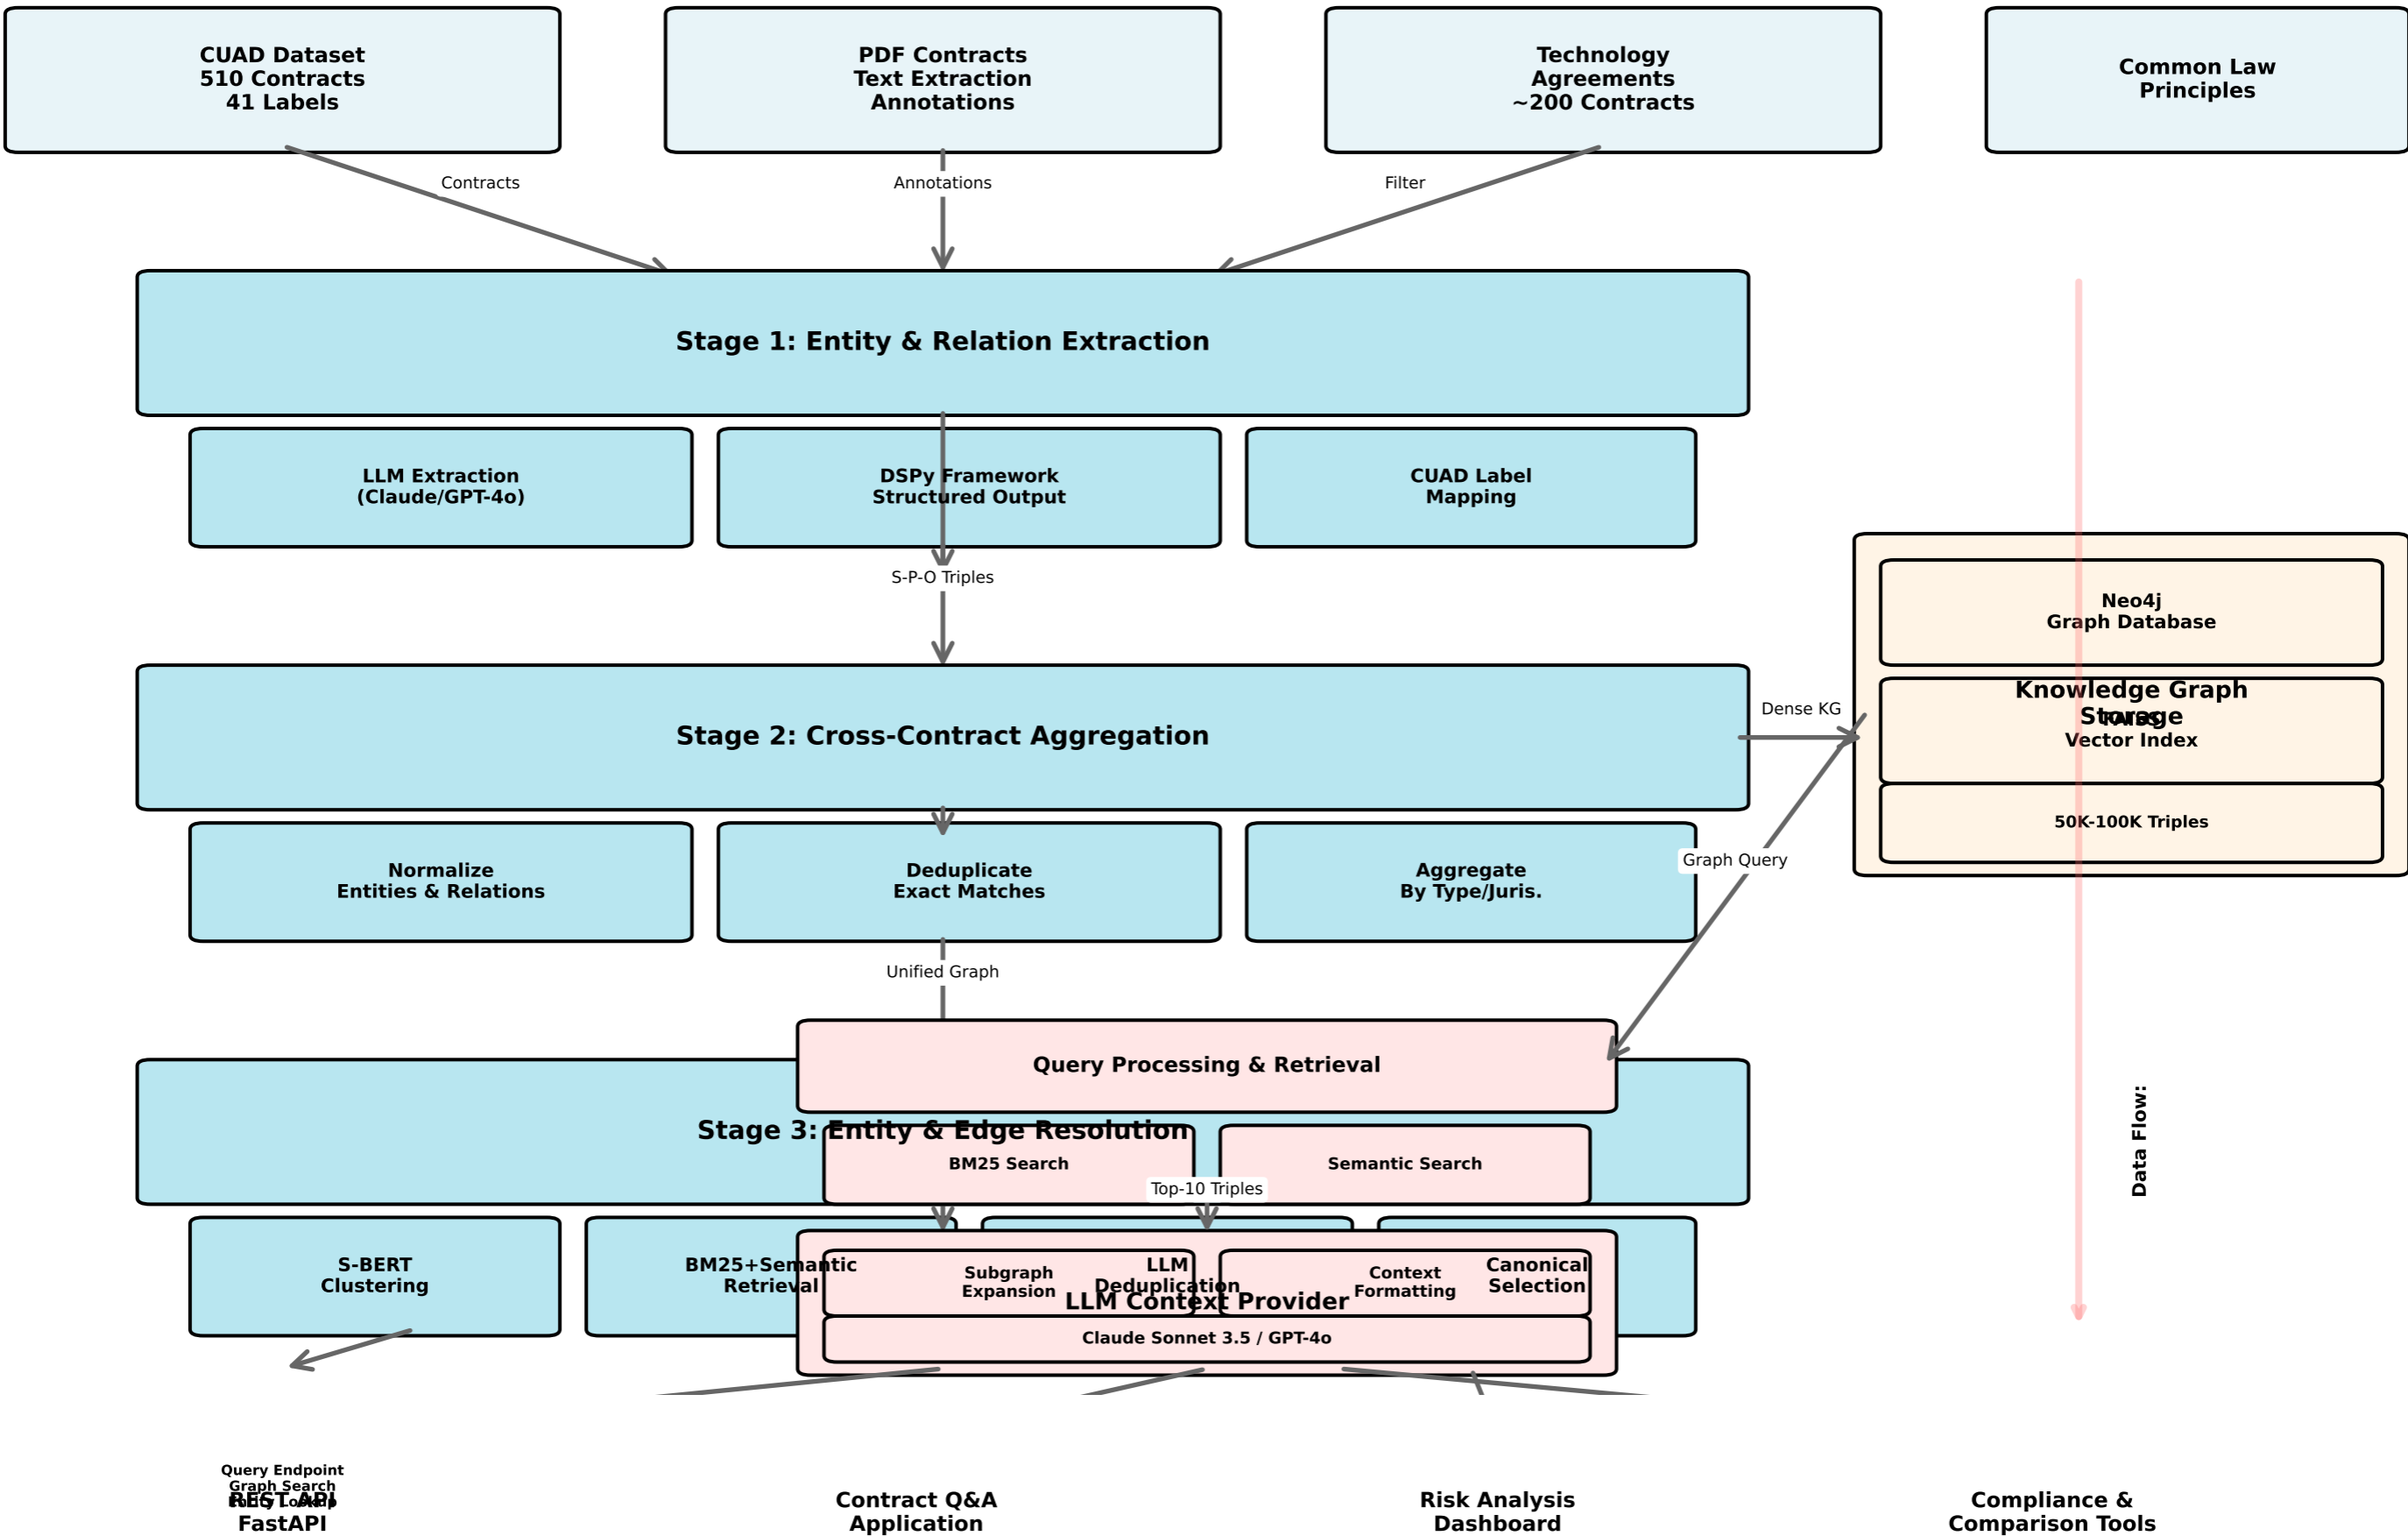 CUAD Dataset
510 Contracts
41 Labels
PDF Contracts
Text Extraction
Annotations
Technology
Agreements
~200 Contracts
Common Law
Principles
Contracts
Annotations
Filter
Stage 1: Entity & Relation Extraction
LLM Extraction
(Claude/GPT-4o)
DSPy Framework
Structured Output
CUAD Label
Mapping
S-P-O Triples
Neo4j
Graph Database
Knowledge Graph
Storage
Vector Index
50K-100K Triples
Stage 2: Cross-Contract Aggregation
Dense KG
Normalize
Entities & Relations
Deduplicate
Exact Matches
Aggregate
By Type/Juris.
Graph Query
Unified Graph
Query Processing & Retrieval
Stage 3: Entity & Edge Resolution
BM25 Search
Semantic Search
Top-10 Triples
Data Flow:
S-BERT
Clustering
BM25+Semantic
Retrieval
Subgraph
Expansion
LLM
Deduplication
Context
Formatting
Canonical
Selection
LLM Context Provider
Claude Sonnet 3.5 / GPT-4o
Query Endpoint
Graph Search
Entity Lookup
REST API
FastAPI
Contract Q&A
Application
Risk Analysis
Dashboard
Compliance &
Comparison Tools